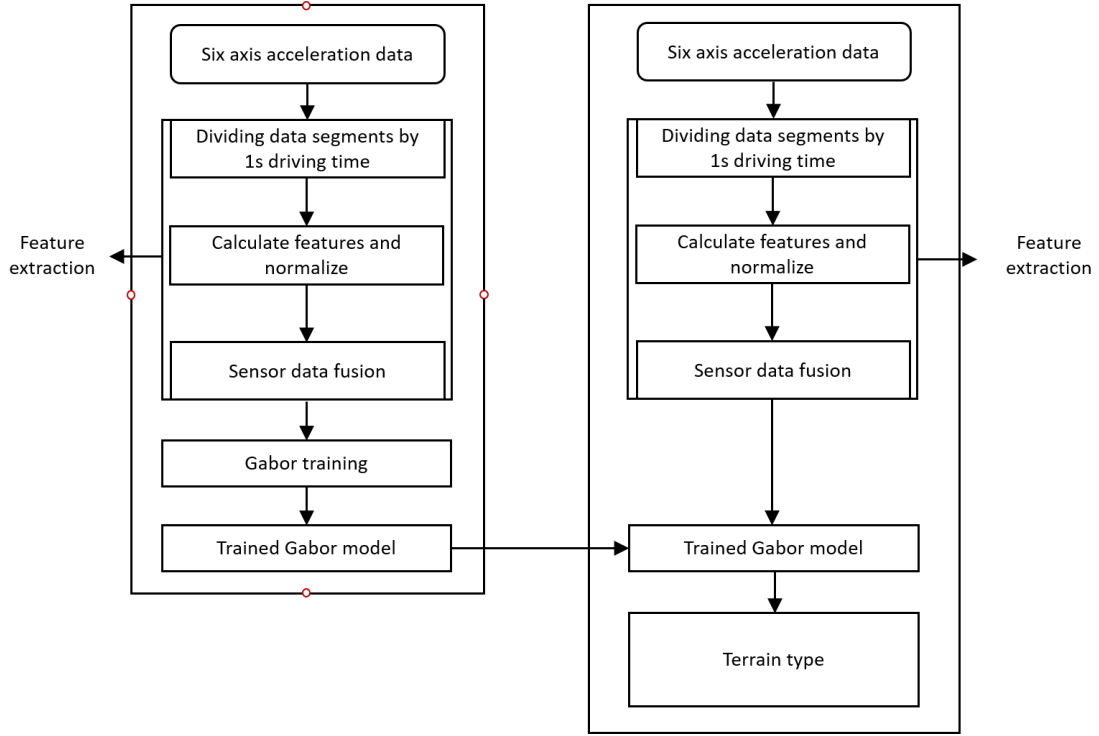 Six axis acceleration data
Dividing data segments by
1s driving time
Calculate features and
normalize
Feature
extraction
Sensor data fusion
Gabor training
Trained Gabor model
Six axis acceleration data
Dividing data segments by
1s driving time
Calculate features and
normalize
Feature
extraction
Sensor data fusion
Trained Gabor model
Terrain type